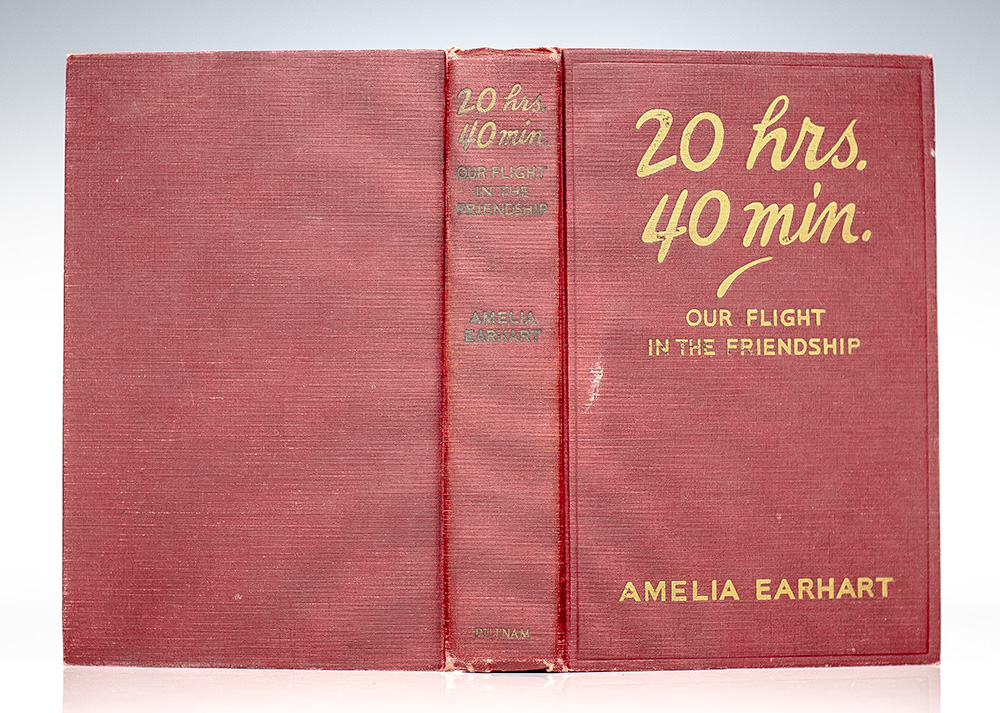 20 hrs.
40 min.
OUR FLIGHT
IN THE
FRIENDSHIP
AMELIA
EARHART
PUTNAM
20 hrs.
40 min.
OUR FLIGHT
IN THE FRIENDSHIP
AMELIA EARHART